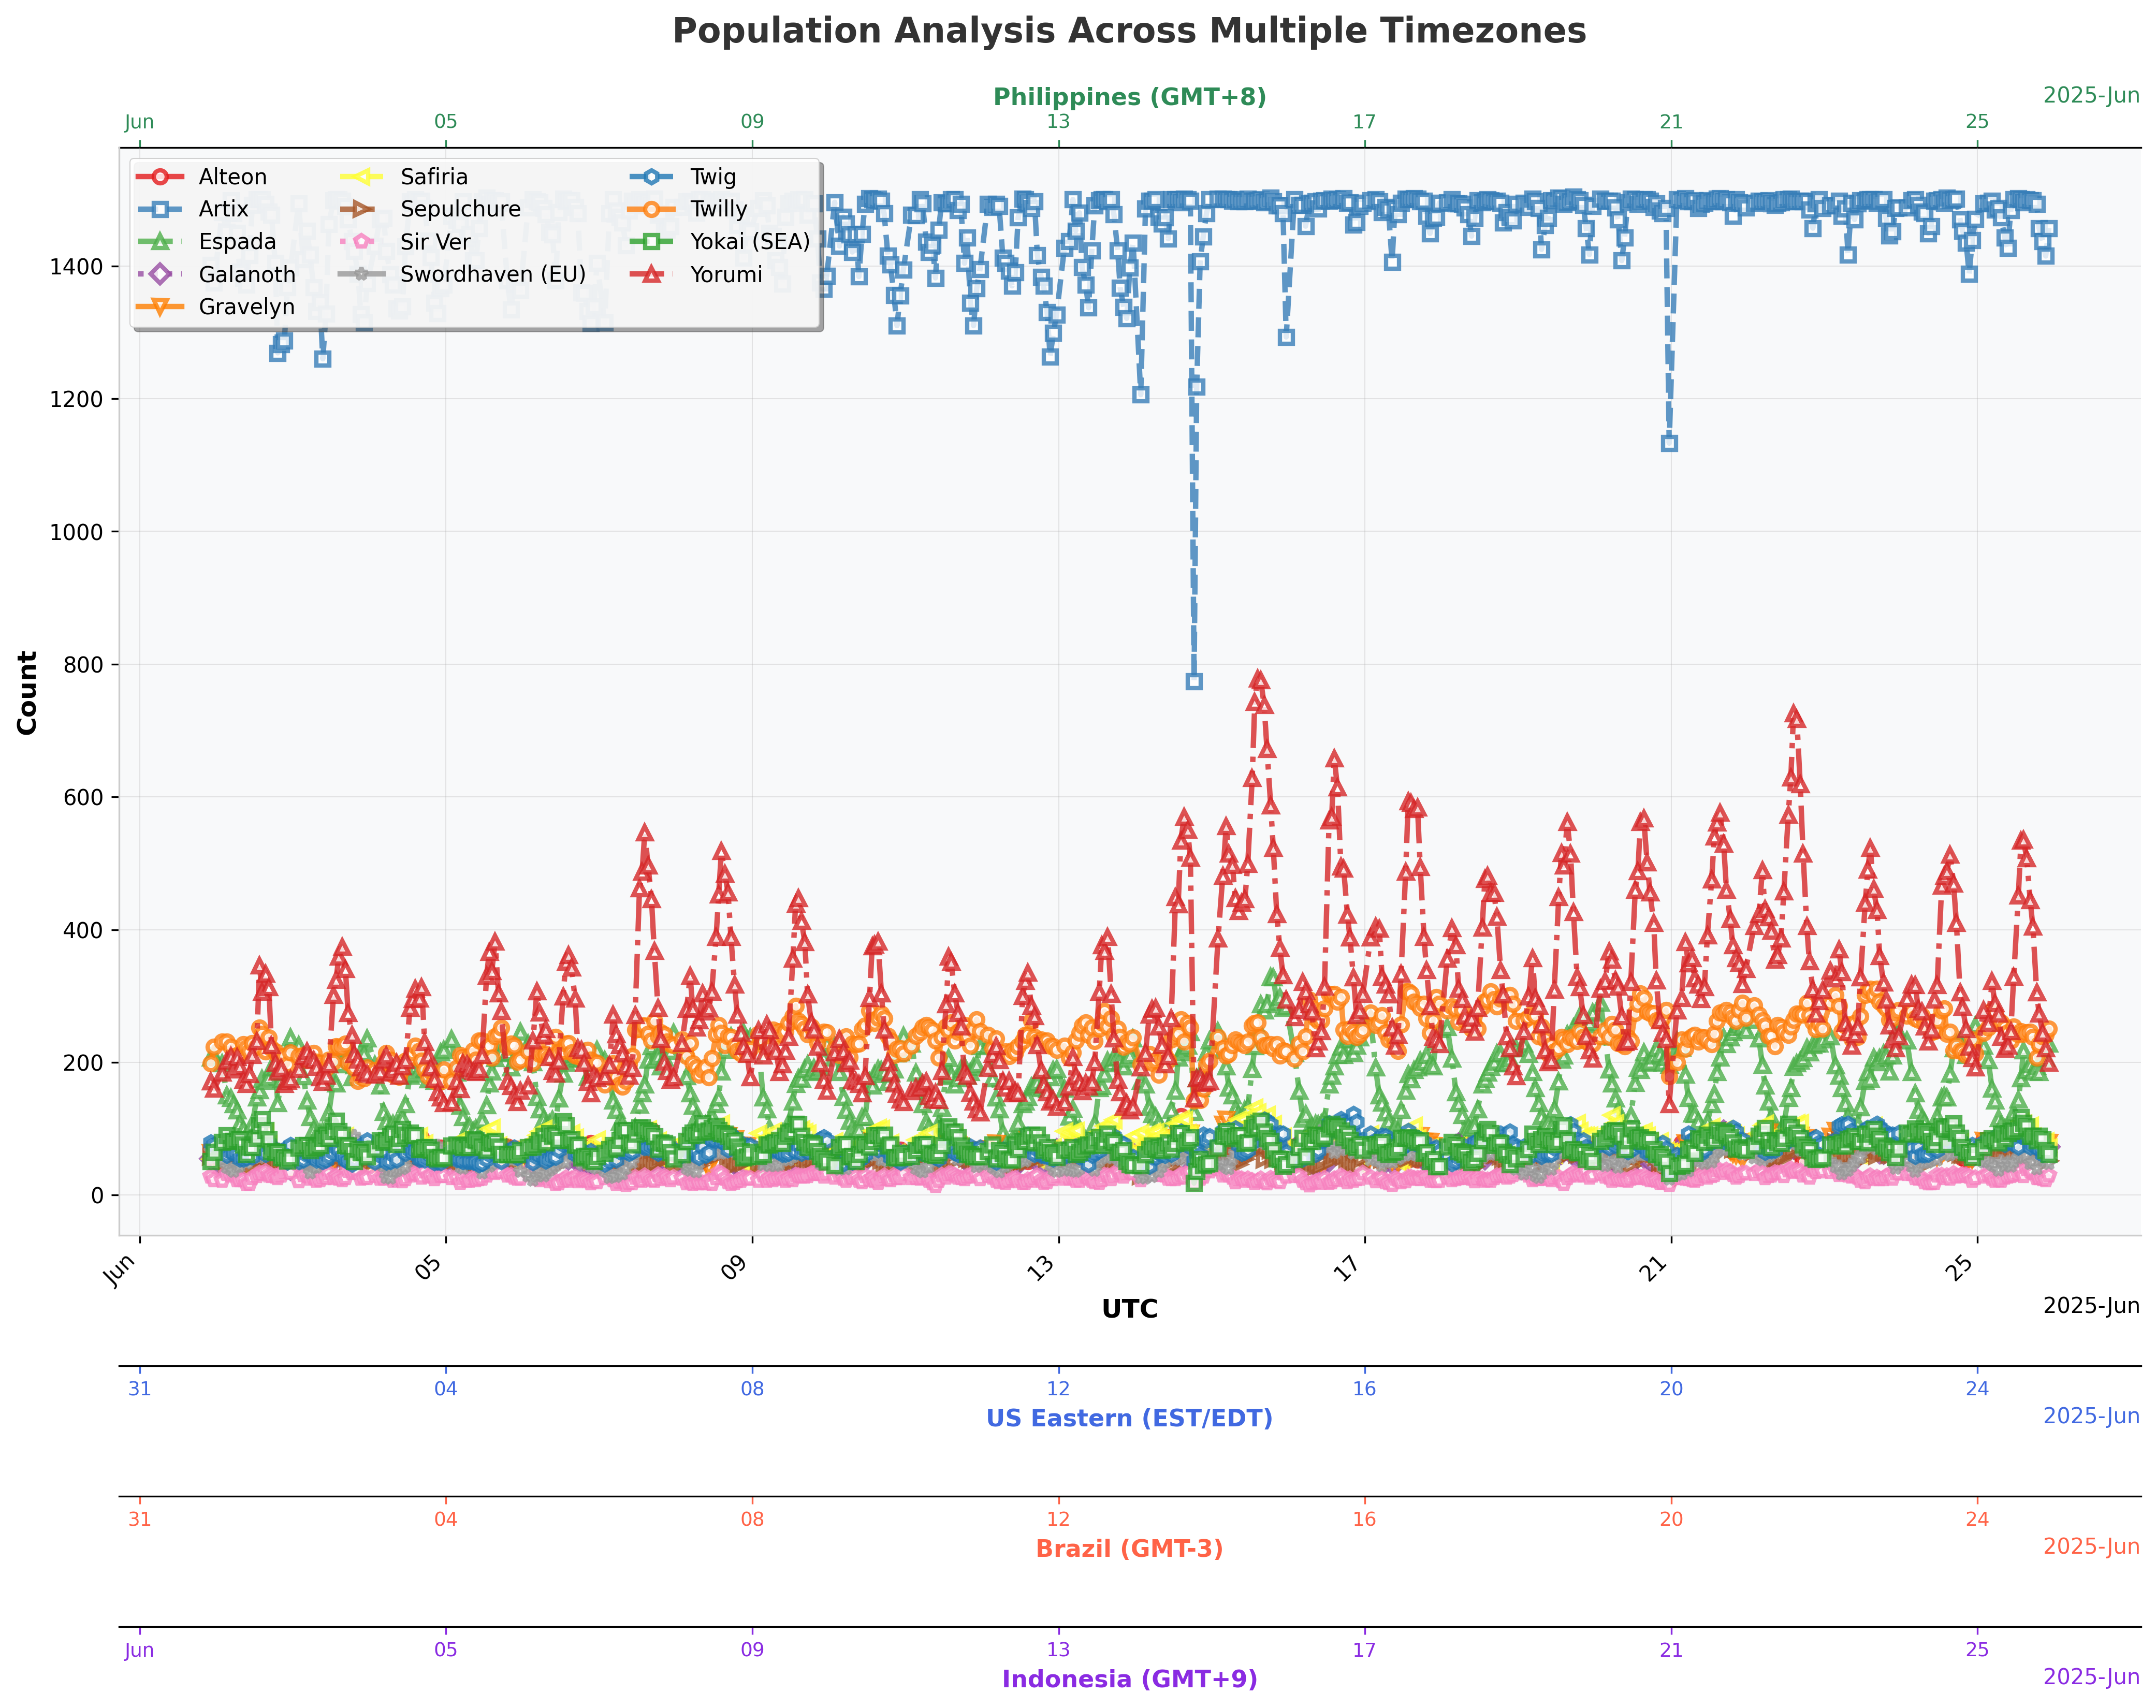 Population Analysis Across Multiple Timezones
Philippines (GMT+8)
2025-Jun
Jun 05 09 13 17 21 25
Alteon Safiria Twig
Artix Sepulchure Twilly
Espada Sir Ver Yokai (SEA)
Galanoth Swordhaven (EU) Yorumi
Gravelyn
1400
1200
1000
800
600
400
200
0
Count
Jun 05 09 13 17 21 25
UTC
2025-Jun
31 04 08 12 16 20 24
US Eastern (EST/EDT)
2025-Jun
31 04 08 12 16 20 24
Brazil (GMT-3)
2025-Jun
Jun 05 09 13 17 21 25
Indonesia (GMT+9)
2025-Jun